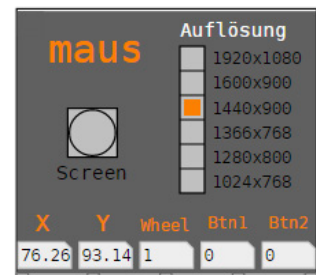 Auflösung
maus
1920x1080
1600x900
1440x900
1366x768
1280x800
1024x768
Screen
X Y Wheel Btn1 Btn2
76.26 93.14 1 0 0